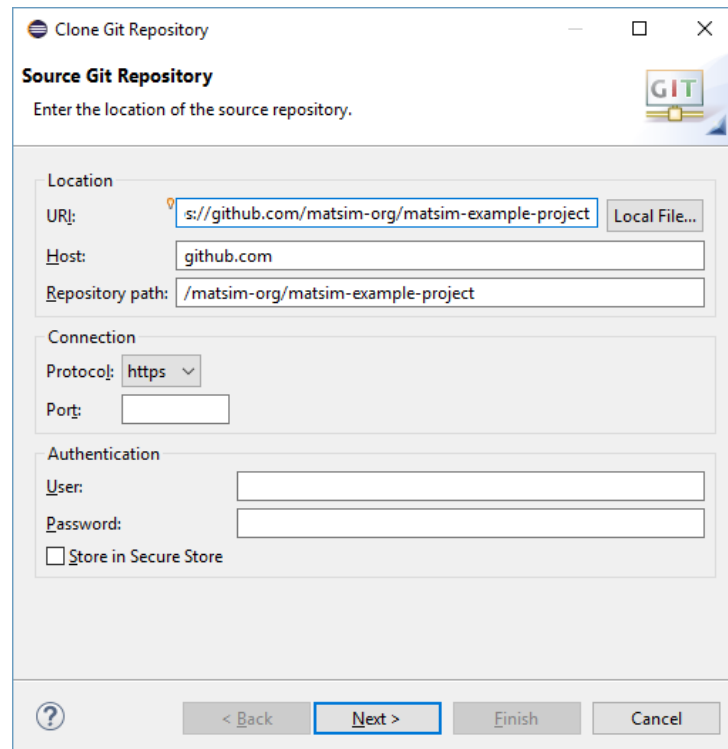 Clone Git Repository
Source Git Repository
Enter the location of the source repository.
GIT
Location
URI: s://github.com/matsim-org/matsim-example-project Local File...
Host: github.com
Repository path: /matsim-org/matsim-example-project
Connection
Protocol: https
Port:
Authentication
User:
Password:
Store in Secure Store
? < Back Next > Finish Cancel